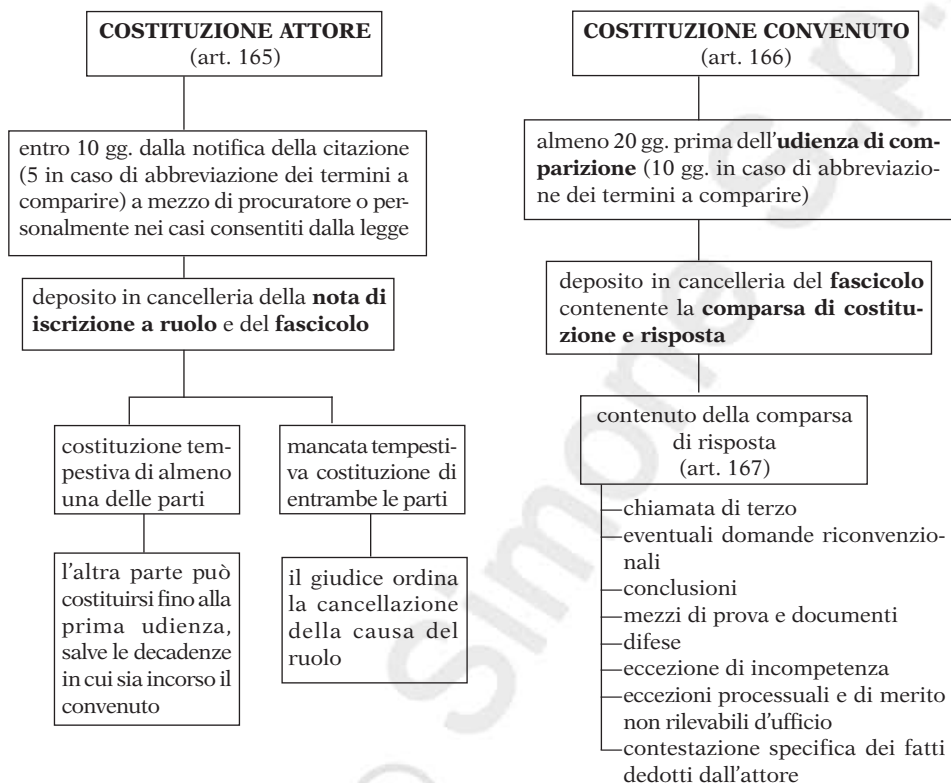 COSTITUZIONE ATTORE
(art. 165)
entro 10 gg. dalla notifica della citazione
(5 in caso di abbreviazione dei termini a
comparire) a mezzo di procuratore o per-
sonalmente nei casi consentiti dalla legge
deposito in cancelleria della nota di
iscrizione a ruolo e del fascicolo
costituzione tem-
pestiva di almeno
una delle parti
l'altra parte può
costituirsi fino alla
prima udienza,
salve le decadenze
in cui sia incorso il
convenuto
mancata tempesti-
va costituzione di
entrambe le parti
il giudice ordina
la cancellazione
della causa del
ruolo
COSTITUZIONE CONVENUTO
(art. 166)
almeno 20 gg. prima dell'udienza di com-
parizione (10 gg. in caso di abbreviazio-
ne dei termini a comparire)
deposito in cancelleria del fascicolo
contenente la comparsa di costitu-
zione e risposta
contenuto della comparsa
di risposta
(art. 167)
chiamata di terzo
eventuali domande riconvenzio-
nali
conclusioni
mezzi di prova e documenti
difese
eccezione di incompetenza
eccezioni processuali e di merito
non rilevabili d'ufficio
contestazione specifica dei fatti
dedotti dall'attore
© Simone S.p.